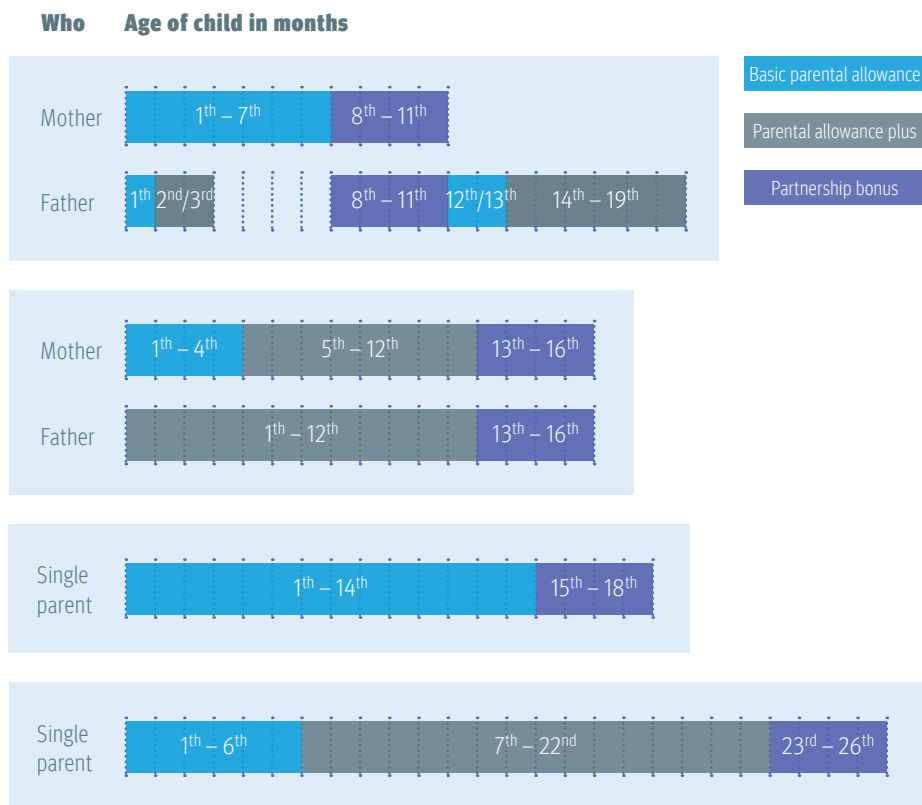 Who Age of child in months
Basic parental allowance
Parental allowance plus
Partnership bonus
Mother 1th – 7th 8th – 11th
Father 1th 2nd/3rd 8th – 11th 12th/13th 14th – 19th
Mother 1th – 4th 5th – 12th 13th – 16th
Father 1th – 12th 13th – 16th
Single
parent
1th – 14th 15th – 18th
Single
parent
1th – 6th 7th – 22nd 23rd – 26th